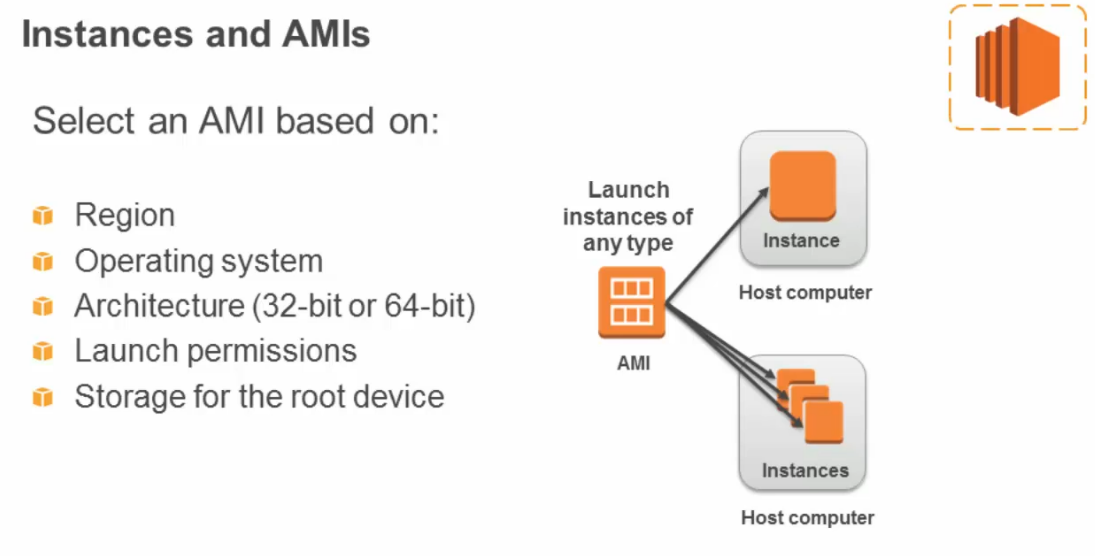 Instances and AMIs
Select an AMI based on:
Region
Operating system
Architecture (32-bit or 64-bit)
Launch permissions
Storage for the root device
Launch
instances of
any type
AMI
Instance
Host computer
Instances
Host computer